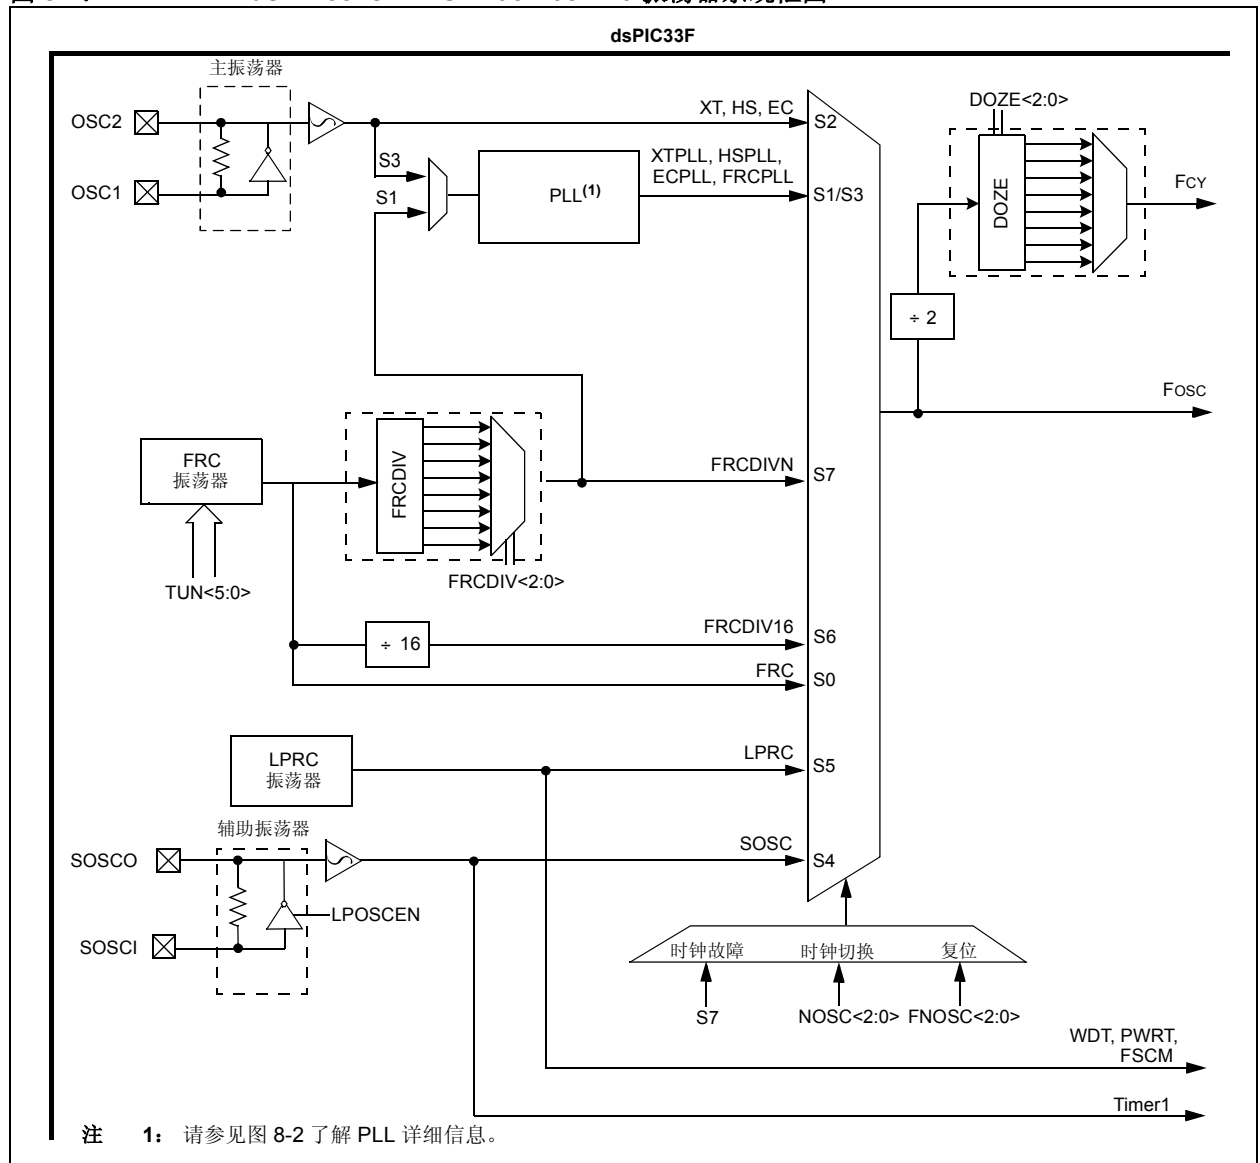 dsPIC33F
主振荡器
OSC2
OSC1
XT, HS, EC
S2
S3
S1
PLL(1)
XTPLL, HSPLL,
ECPLL, FRCPLL
S1/S3
DOZE<2:0>
DOZE
FCY
÷ 2
FOSC
FRC
振荡器
TUN<5:0>
FRCDIV
FRCDIV<2:0>
FRCDIVN
S7
÷ 16
FRCDIV16
S6
FRC
S0
LPRC
振荡器
LPRC
S5
辅助振荡器
SOSCO
SOSCI
LPOSCEN
SOSC
S4
时钟故障
时钟切换
复位
S7
NOSC<2:0>
FNOSC<2:0>
WDT, PWRT,
FSCM
Timer1
注 1： 请参见图 8-2 了解 PLL 详细信息。